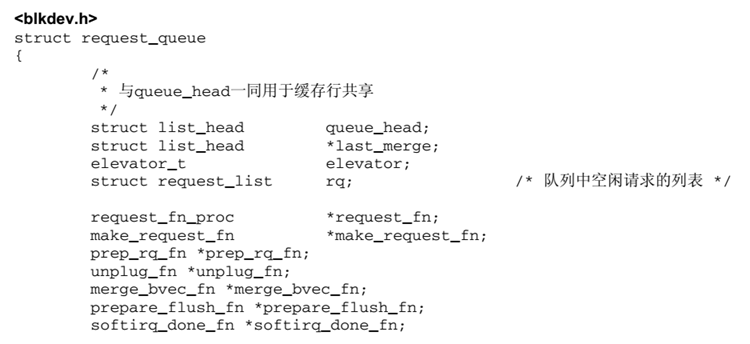 <blkdev.h>
struct request_queue
{
        /*
         * 与queue_head一同用于缓存行共享
         */
        struct list_head        queue_head;
        struct list_head        *last_merge;
        elevator_t              elevator;
        struct request_list     rq;                /* 队列中空闲请求的列表 */

        request_fn_proc         *request_fn;
        make_request_fn         *make_request_fn;
        prep_rq_fn *prep_rq_fn;
        unplug_fn *unplug_fn;
        merge_bvec_fn *merge_bvec_fn;
        prepare_flush_fn *prepare_flush_fn;
        softirq_done_fn *softirq_done_fn;